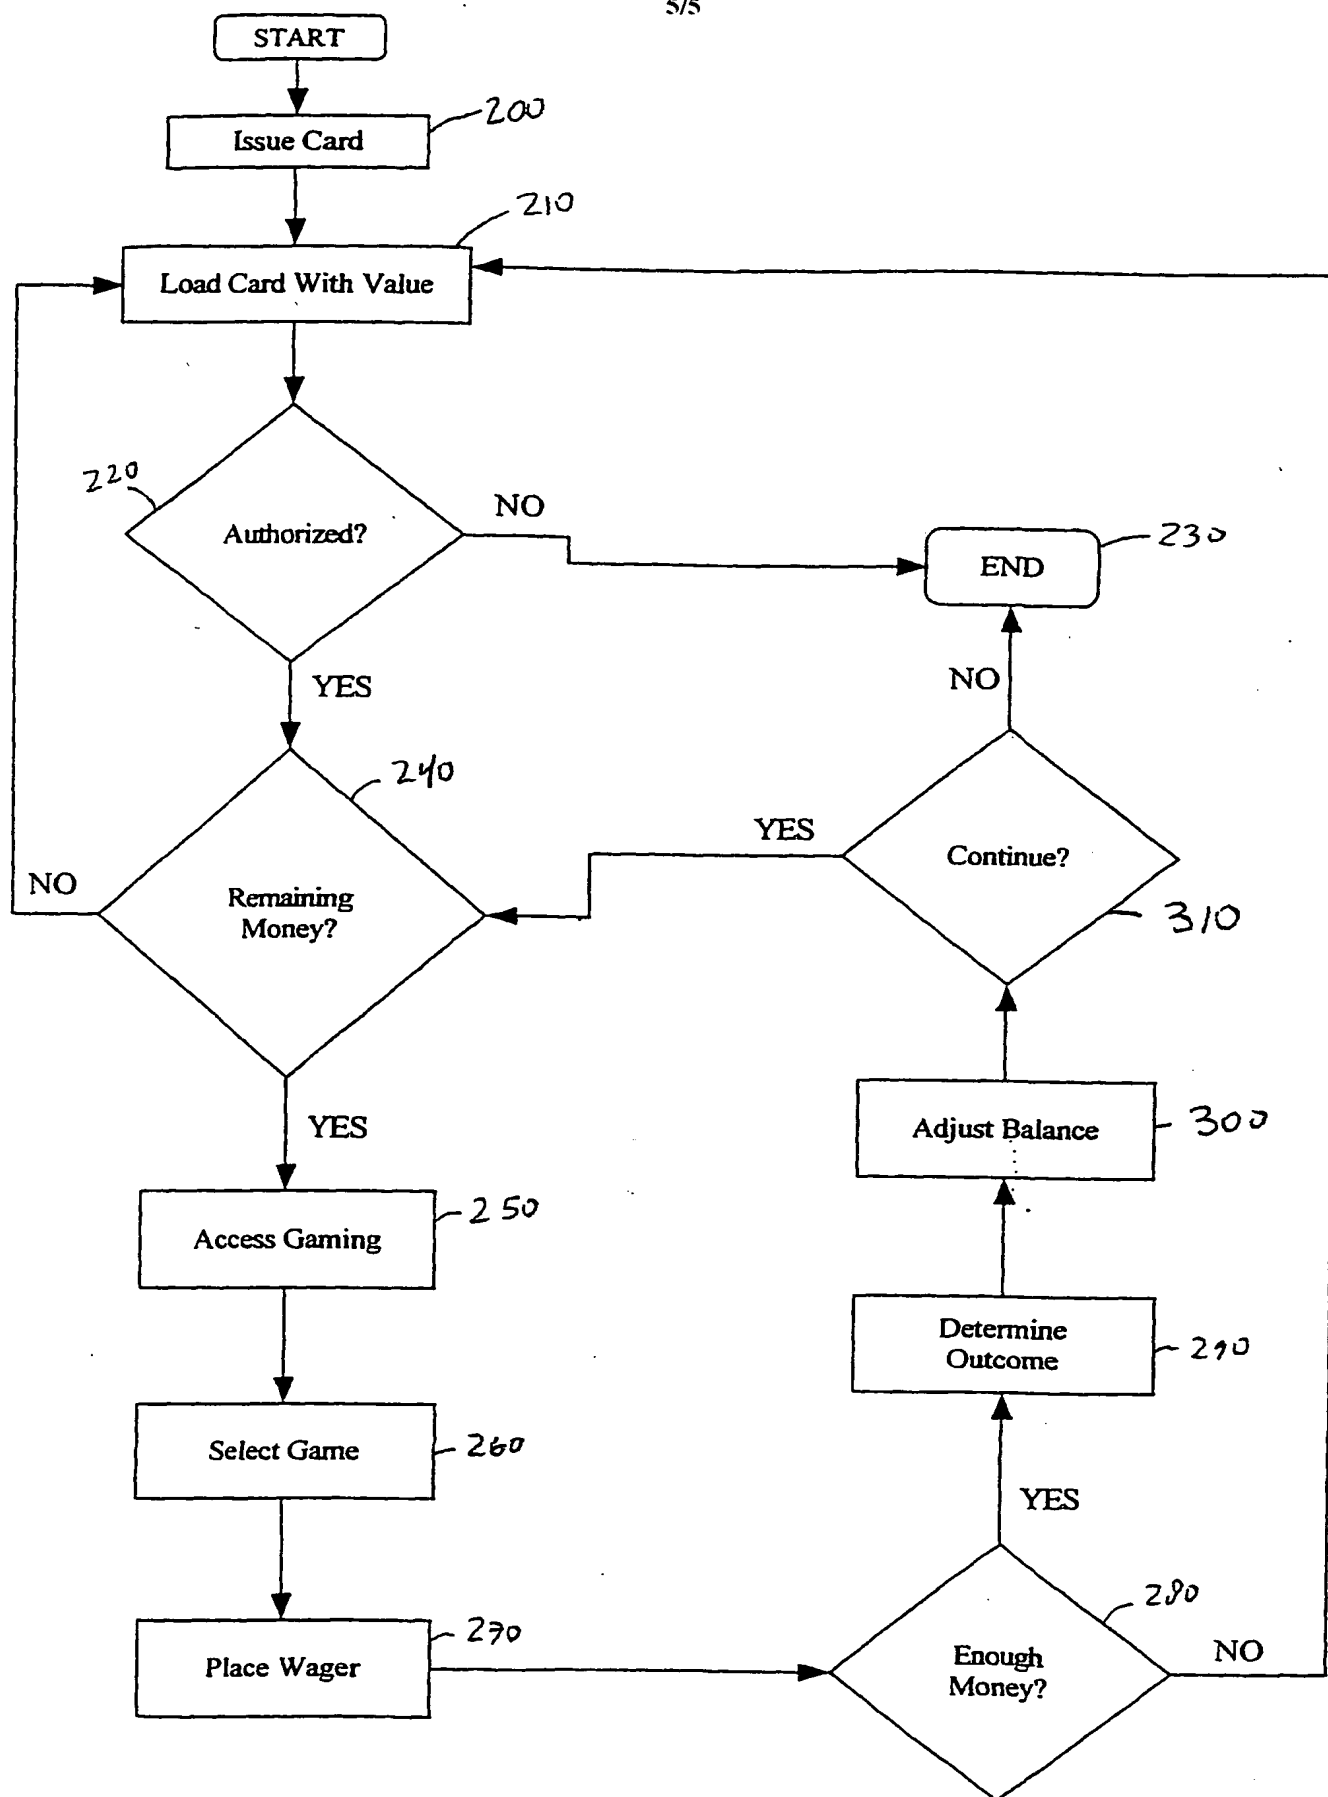 5/5
START
200
Issue Card
210
Load Card With Value
220
Authorized?
NO
END
230
YES
NO
240
YES
Continue?
NO
Remaining
Money?
310
YES
Adjust Balance
300
250
Access Gaming
Determine
Outcome
290
Select Game
260
YES
280
270
Place Wager
Enough
Money?
NO